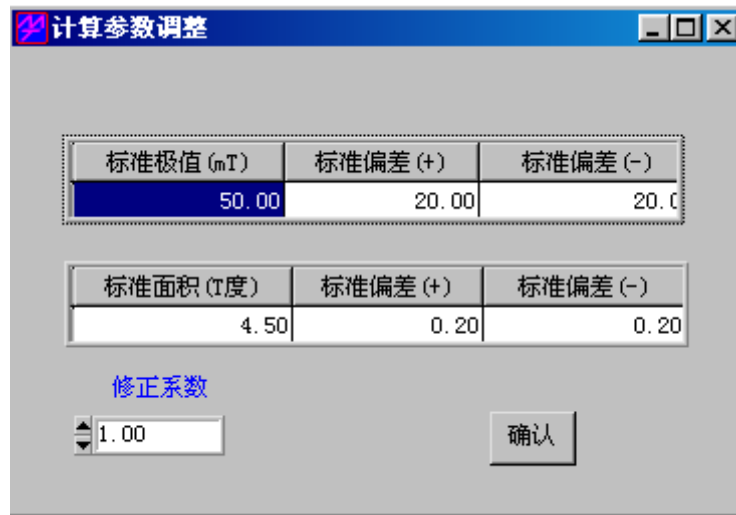 计算参数调整
标准极值(mT) 标准偏差(+) 标准偏差(-)
50.00 20.00 20.0
标准面积(T度) 标准偏差(+) 标准偏差(-)
4.50 0.20 0.20
修正系数
1.00 确认